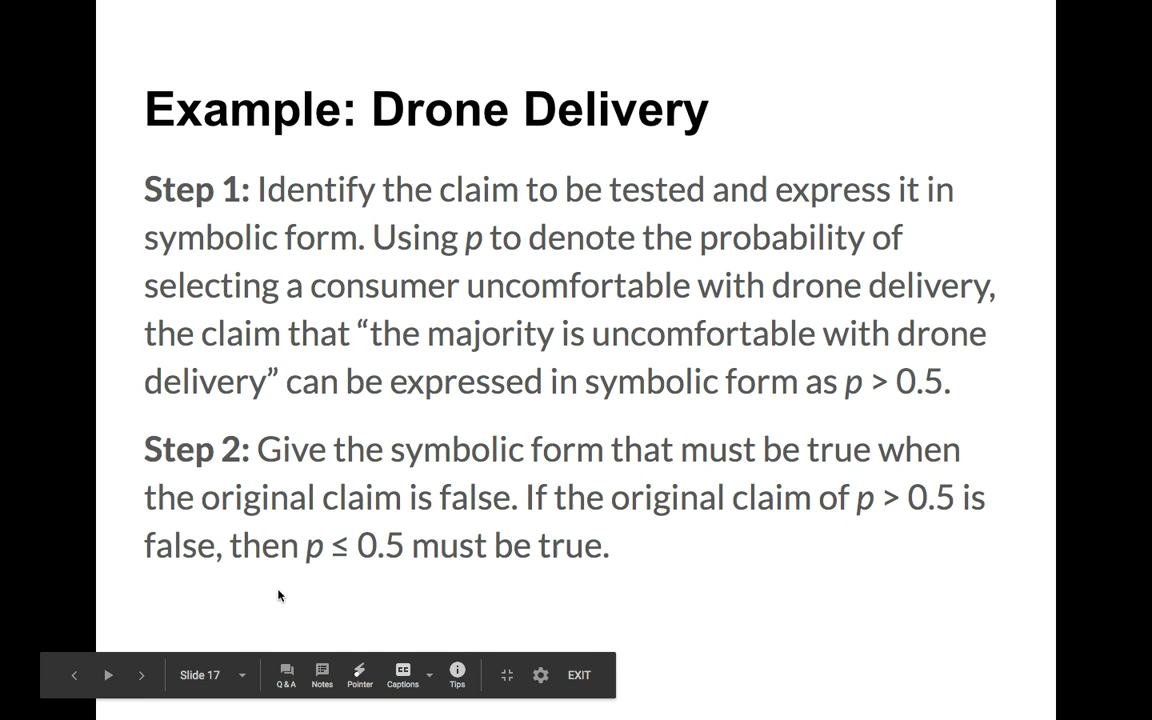 Example: Drone Delivery
Step 1: Identify the claim to be tested and express it in
symbolic form. Using p to denote the probability of
selecting a consumer uncomfortable with drone delivery,
the claim that “the majority is uncomfortable with drone
delivery” can be expressed in symbolic form as p > 0.5.
Step 2: Give the symbolic form that must be true when
the original claim is false. If the original claim of p > 0.5 is
false, then p ≤ 0.5 must be true.
Slide 17
Q & A
Notes
Pointer
CC
Captions
Tips
EXIT